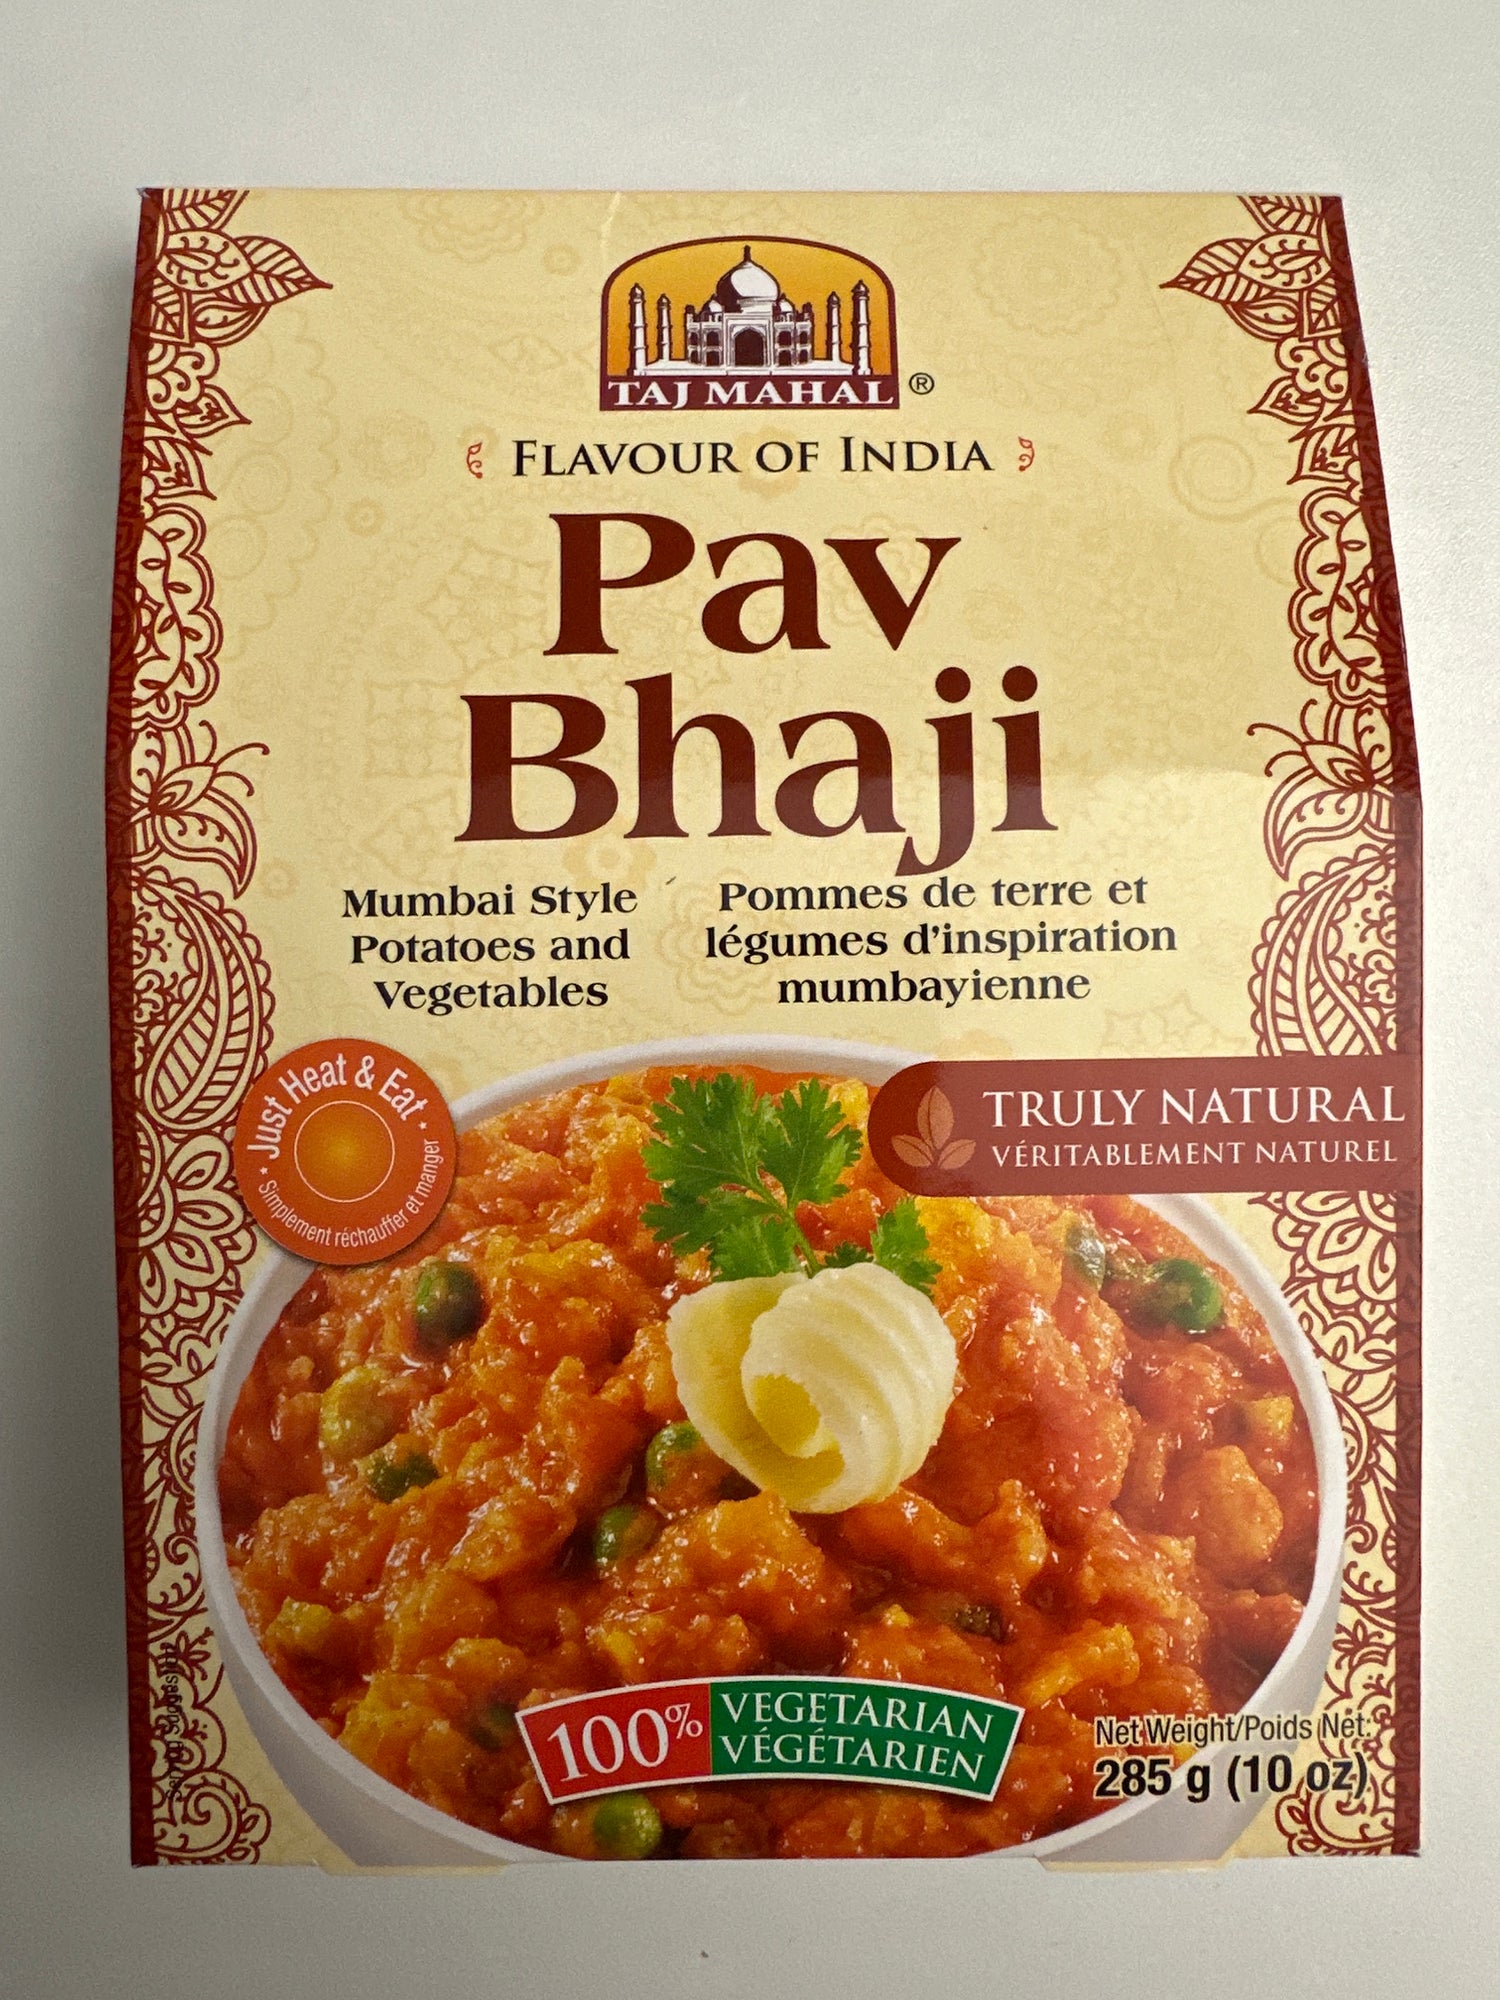 TAJ MAHAL ®
FLAVOUR OF INDIA
Pav
Bhaji
Mumbai Style
Potatoes and
Vegetables
Pommes de terre et
légumes d'inspiration
mumbayienne
Just Heat & Eat
Simplement réchauffer et manger
TRULY NATURAL
VÉRITABLEMENT NATUREL
100% VEGETARIAN
VÉGÉTARIEN
Net Weight/Poids Net:
285 g (10 oz)